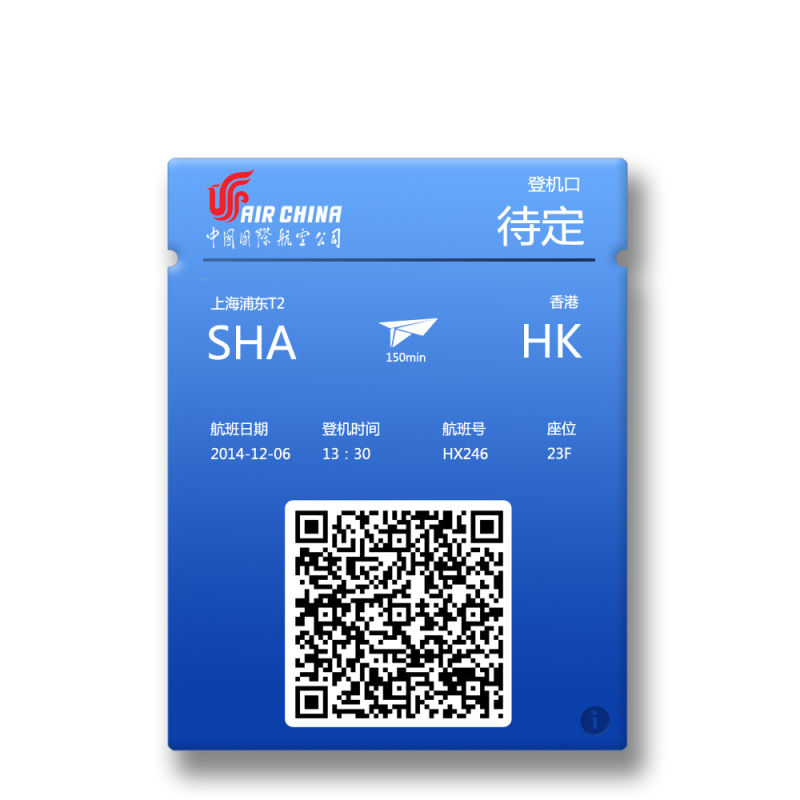 登机口
AIR CHINA
中国国际航空公司
待定
上海浦东T2
香港
SHA
HK
150min
航班日期
登机时间
航班号
座位
2014-12-06
13：30
HX246
23F
i